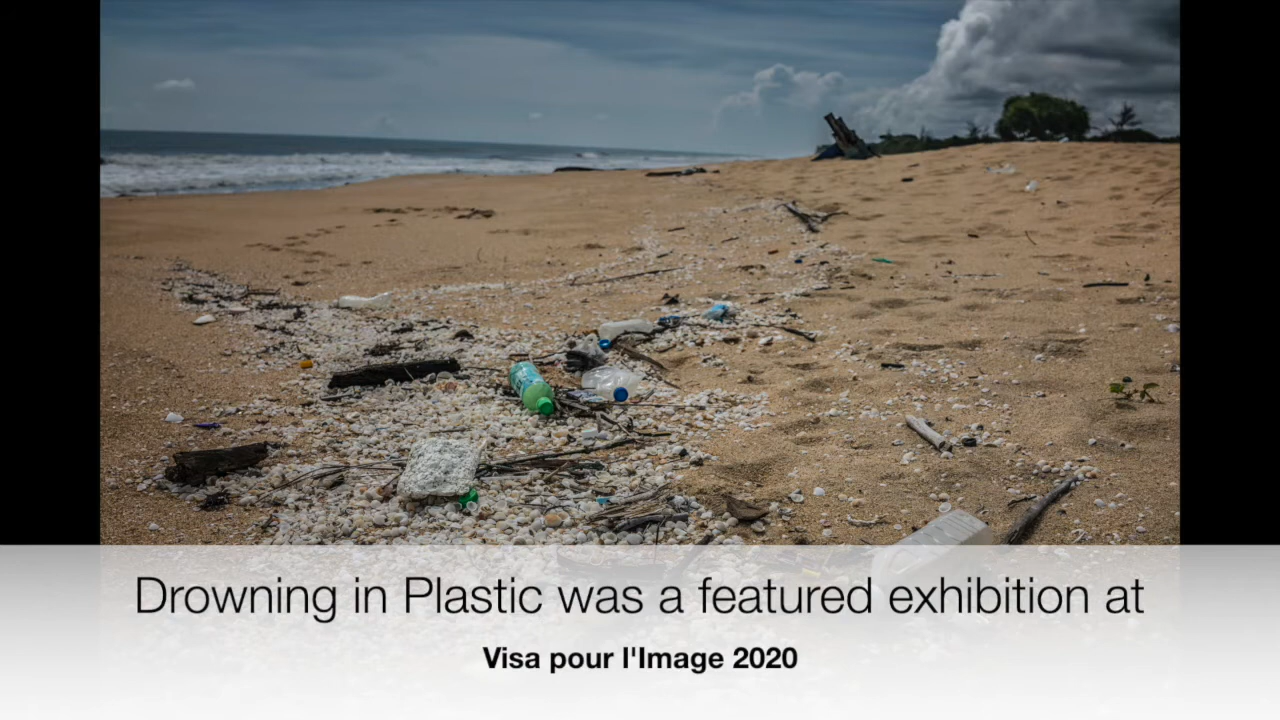 Drowning in Plastic was a featured exhibition at
Visa pour l'Image 2020